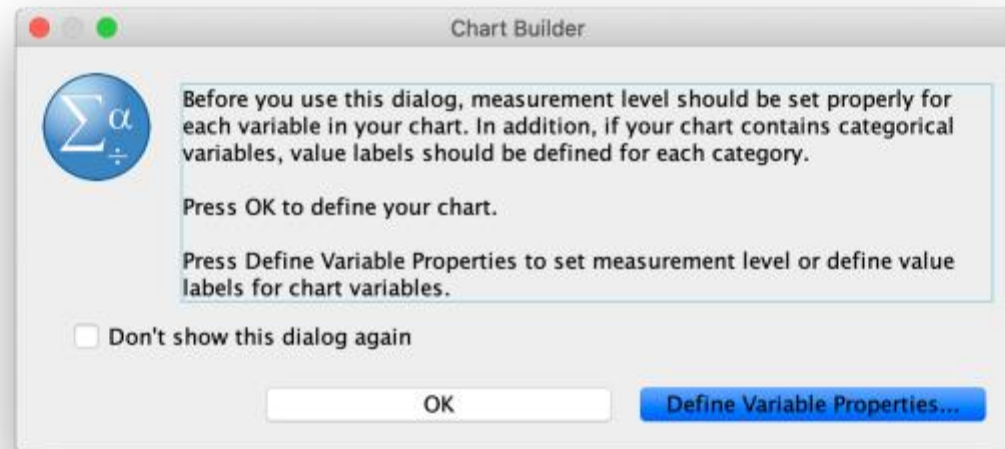 Chart Builder
Σα
÷
Before you use this dialog, measurement level should be set properly for
each variable in your chart. In addition, if your chart contains categorical
variables, value labels should be defined for each category.
Press OK to define your chart.
Press Define Variable Properties to set measurement level or define value
labels for chart variables.
Don't show this dialog again
OK
Define Variable Properties...